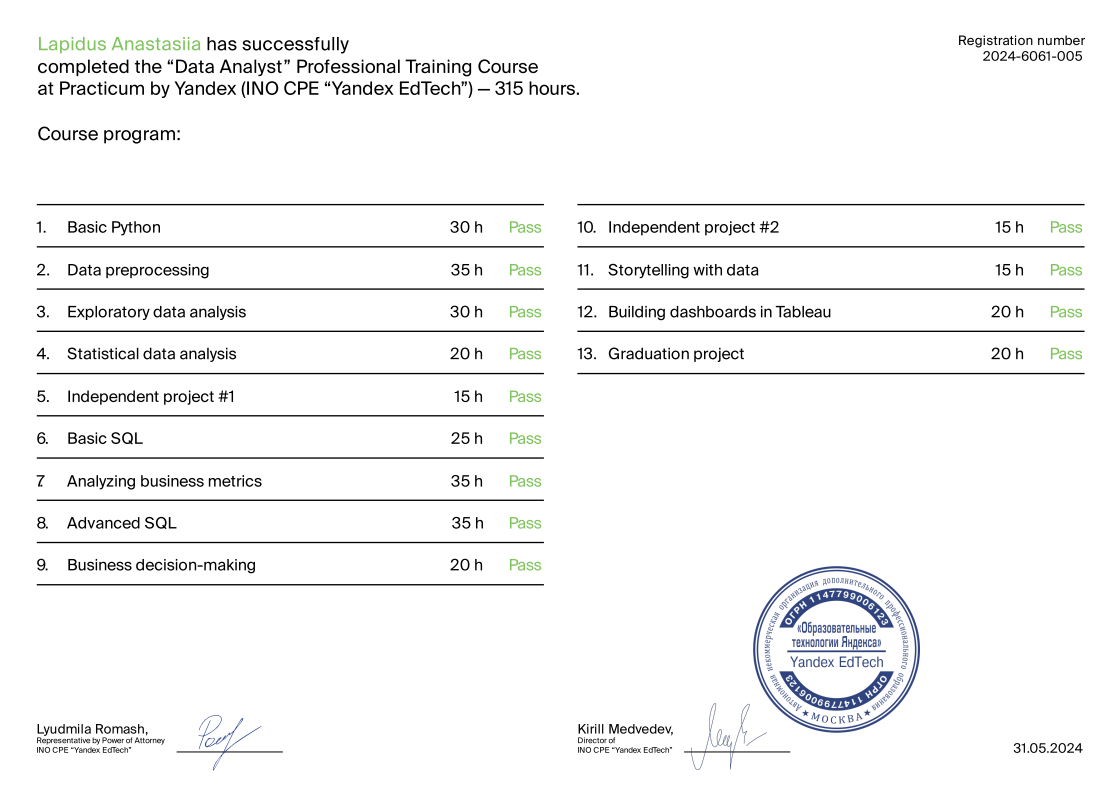 Lapidus Anastasiia has successfully
completed the “Data Analyst” Professional Training Course
at Practicum by Yandex (INO CPE “Yandex EdTech”) — 315 hours.
Registration number
2024-6061-005
Course program:
1. Basic Python 30 h Pass
2. Data preprocessing 35 h Pass
3. Exploratory data analysis 30 h Pass
4. Statistical data analysis 20 h Pass
5. Independent project #1 15 h Pass
6. Basic SQL 25 h Pass
7. Analyzing business metrics 35 h Pass
8. Advanced SQL 35 h Pass
9. Business decision-making 20 h Pass
10. Independent project #2 15 h Pass
11. Storytelling with data 15 h Pass
12. Building dashboards in Tableau 20 h Pass
13. Graduation project 20 h Pass
Автономная некоммерческая организация дополнительного профессионального образования
ОГРН 1147799006123
«Образовательные
технологии Яндекса»
Yandex EdTech
ОГРН 1147799006123
★ МОСКВА ★
Lyudmila Romash,
Representative by Power of Attorney
INO CPE “Yandex EdTech”
Kirill Medvedev,
Director of
INO CPE “Yandex EdTech”
31.05.2024